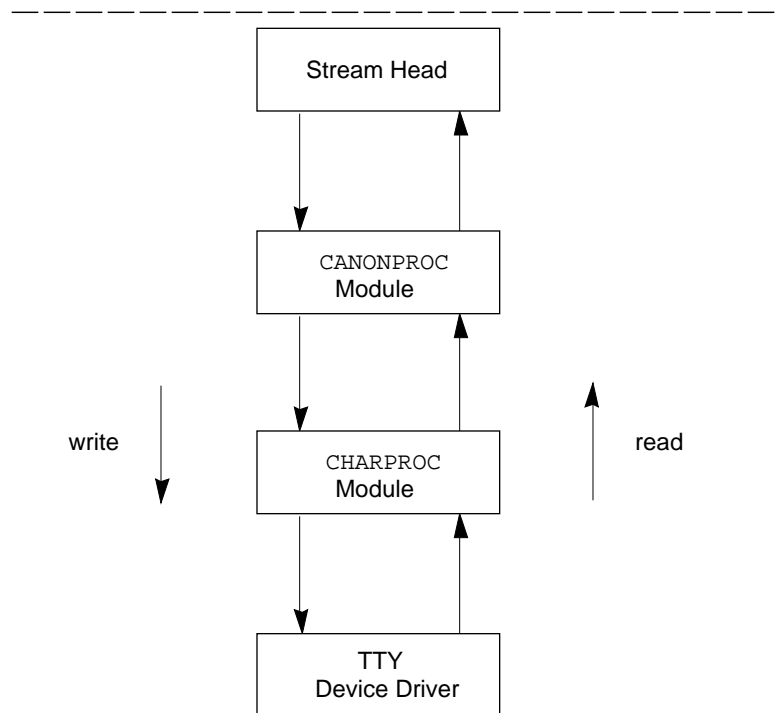 Stream Head
CANONPROC
Module
write
read
CHARPROC
Module
TTY
Device Driver